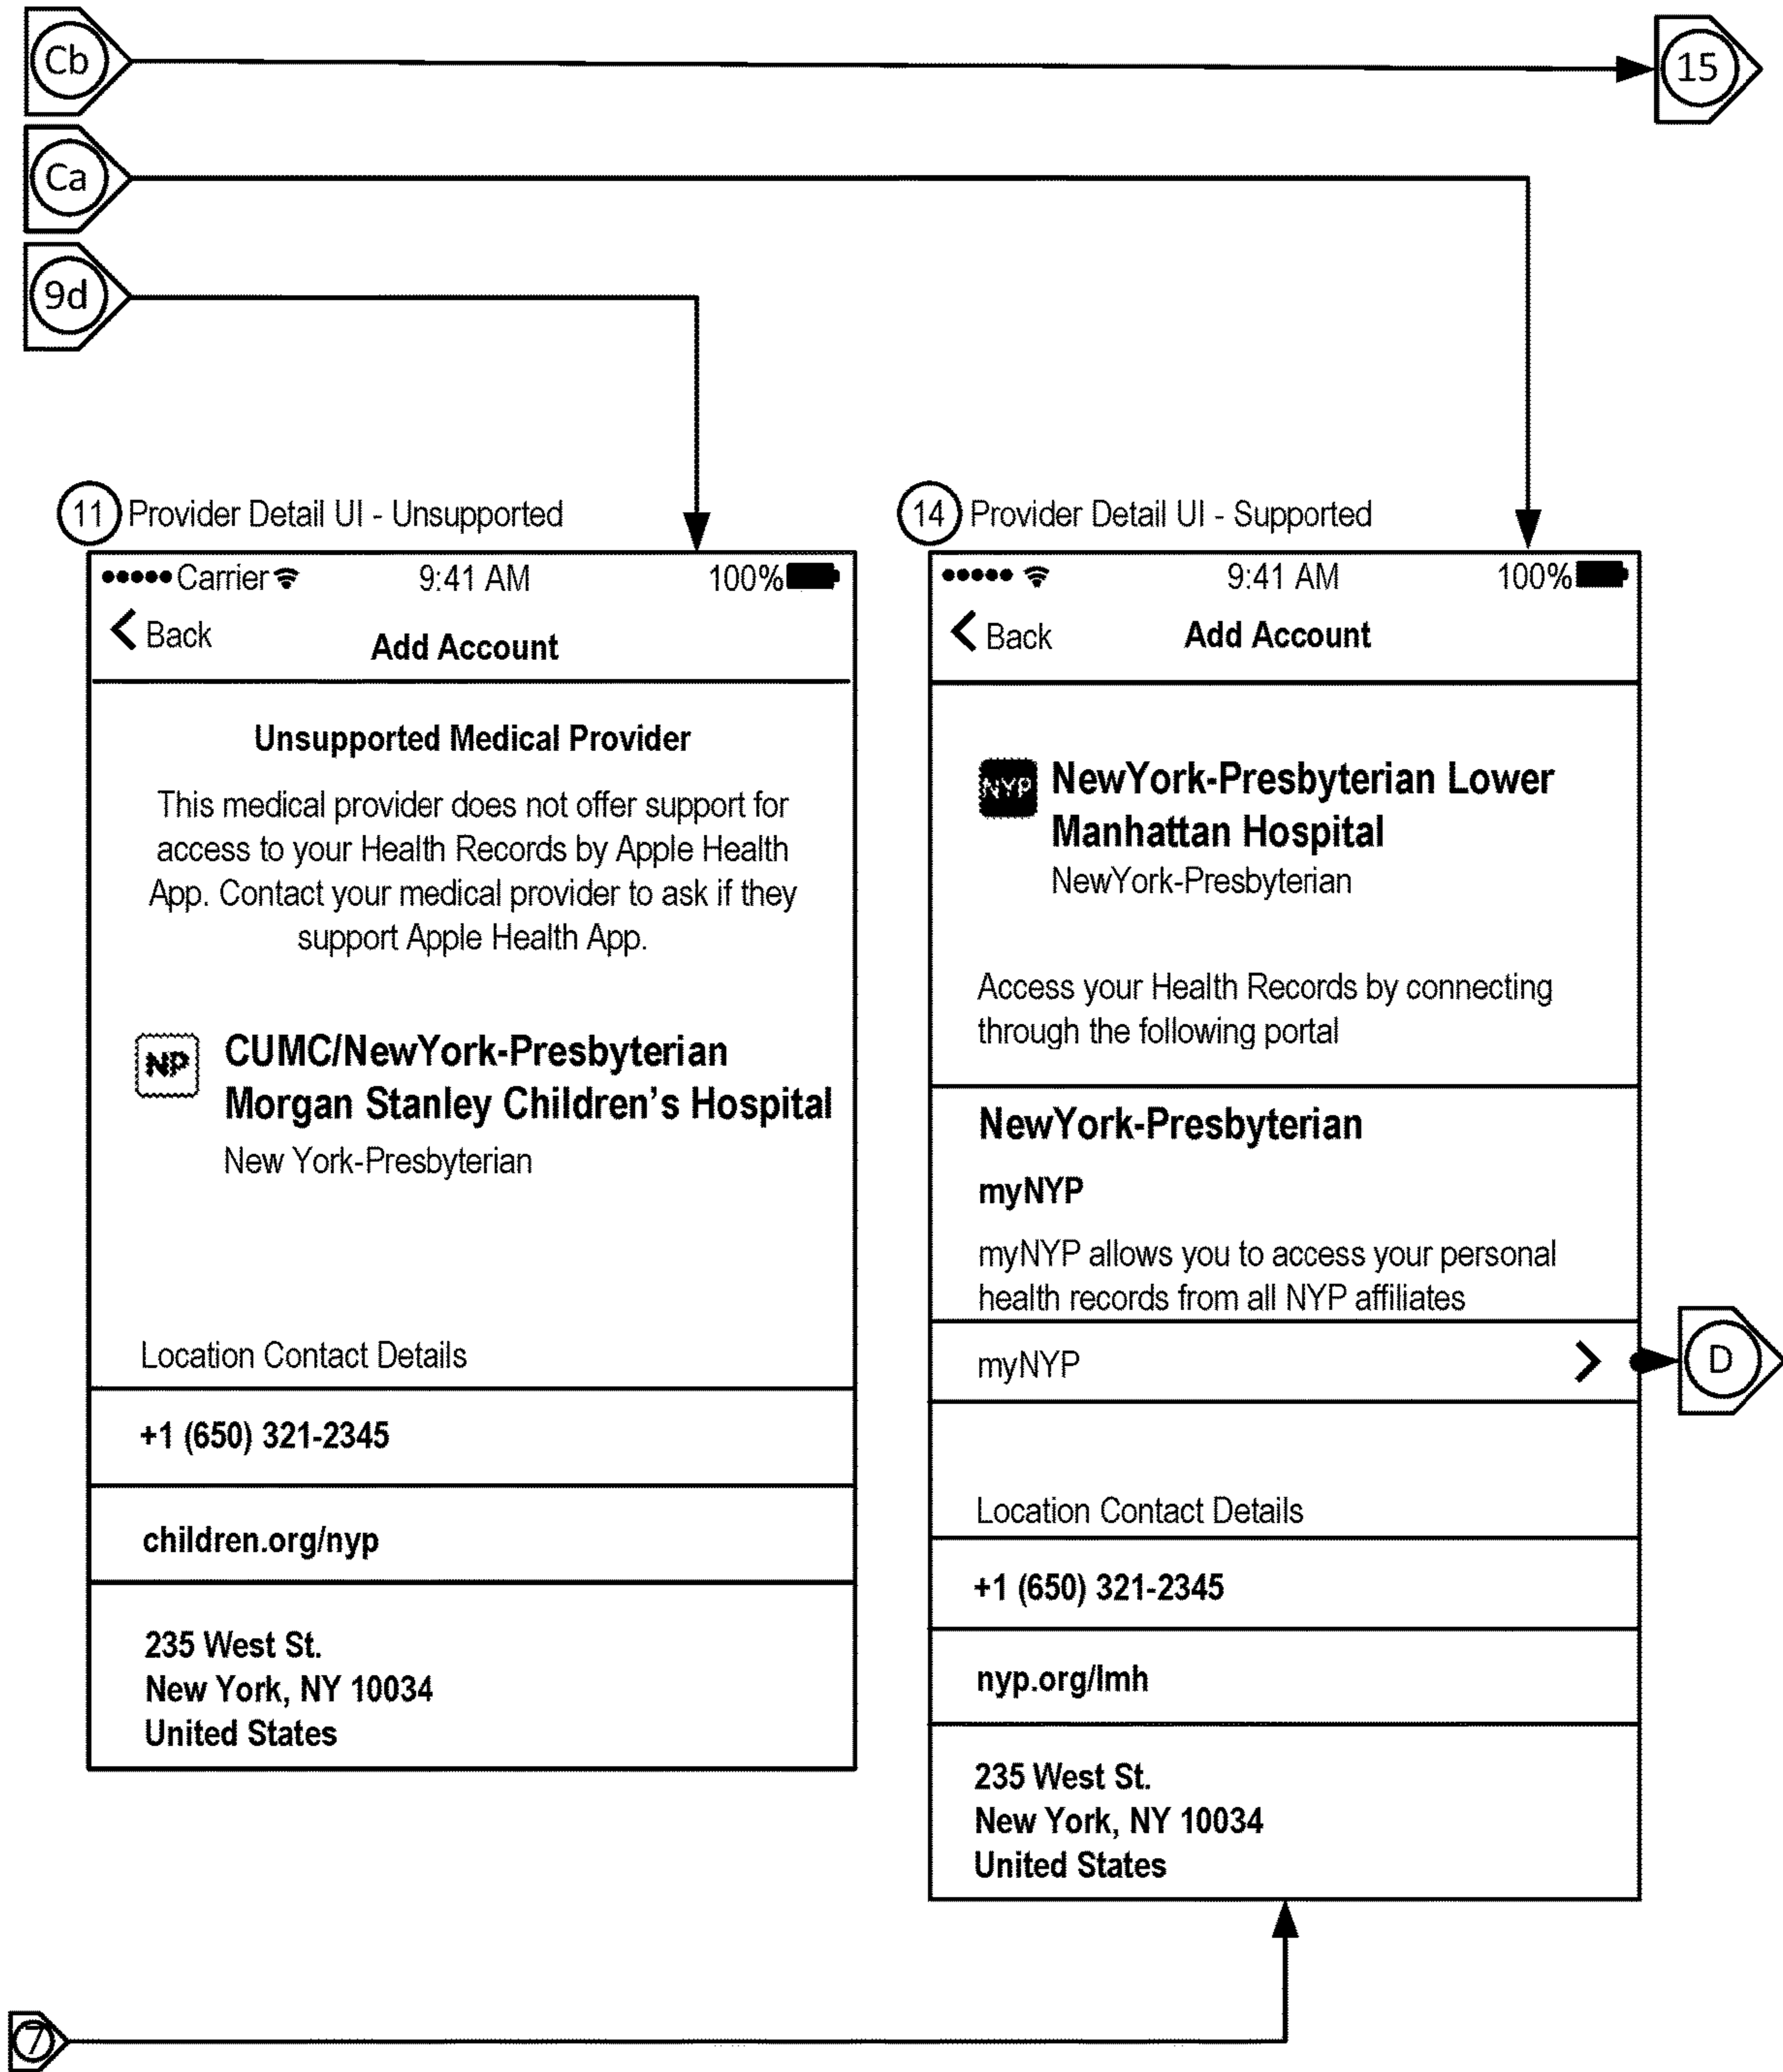 Cb
15
Ca
9d
11 Provider Detail UI - Unsupported
Carrier 9:41 AM 100%
Back
Add Account
Unsupported Medical Provider
This medical provider does not offer support for
access to your Health Records by Apple Health
App. Contact your medical provider to ask if they
support Apple Health App.
NP
CUMC/NewYork-Presbyterian
Morgan Stanley Children's Hospital
New York-Presbyterian
Location Contact Details
+1 (650) 321-2345
children.org/nyp
235 West St.
New York, NY 10034
United States
14 Provider Detail UI - Supported
9:41 AM 100%
Back
Add Account
NYP
NewYork-Presbyterian Lower
Manhattan Hospital
NewYork-Presbyterian
Access your Health Records by connecting
through the following portal
NewYork-Presbyterian
myNYP
myNYP allows you to access your personal
health records from all NYP affiliates
myNYP
D
Location Contact Details
+1 (650) 321-2345
nyp.org/lmh
235 West St.
New York, NY 10034
United States
7